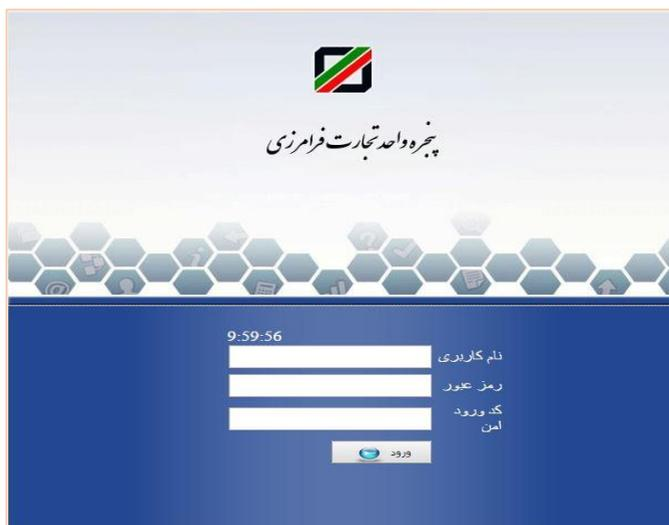 پنجره واحد تجارت فرامرزی
9:59:56
نام کاربری
رمز عبور
کد ورود
امن
ورود